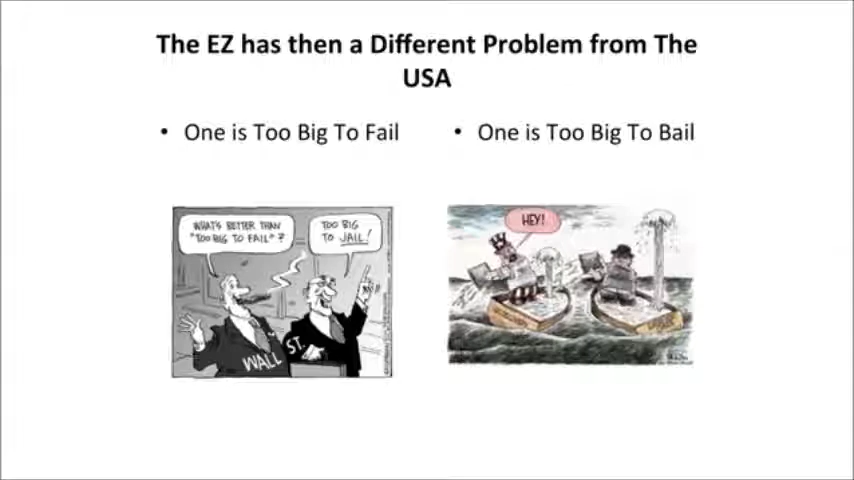 The EZ has then a Different Problem from The
USA
• One is Too Big To Fail
• One is Too Big To Bail
WHAT'S BETTER THAN
"TOO BIG TO FAIL"?
TOO BIG
TO JAIL!
WALL ST.
HEY!